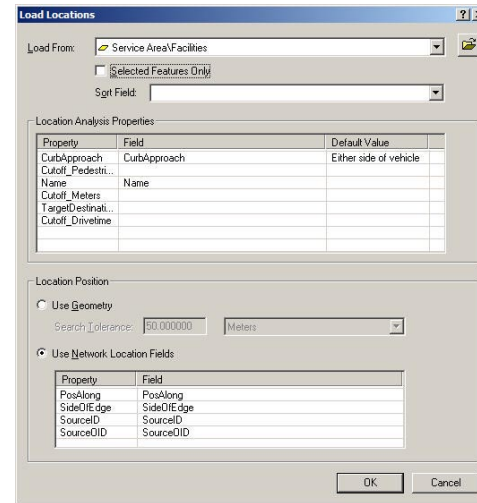 Load Locations
Load From: Service Area\Facilities
Selected Features Only
Sort Field:
Location Analysis Properties
Property Field Default Value
CurbApproach CurbApproach Either side of vehicle
Cutoff_Pedestri...
Name Name
Cutoff_Meters
TargetDestinati...
Cutoff_Drivetime
Location Position
Use Geometry
Search Tolerance: 50.000000 Meters
Use Network Location Fields
Property Field
PosAlong PosAlong
SideOfEdge SideOfEdge
SourceID SourceID
SourceOID SourceOID
OK Cancel